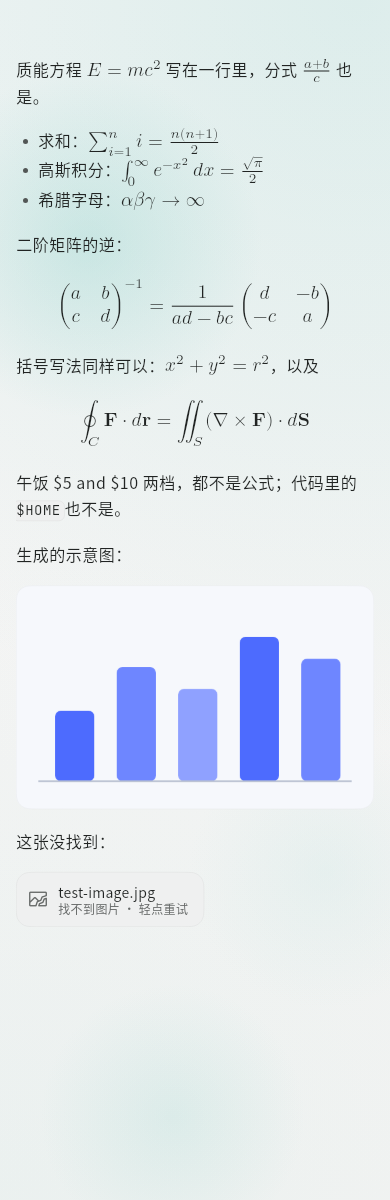 质能方程 E = mc² 写在一行里，分式 (a+b)/c 也
是。
• 求和：∑ᵢ₌₁ⁿ i = n(n+1)/2
• 高斯积分：∫₀^∞ e^(−x²) dx = √π/2
• 希腊字母：αβγ → ∞
二阶矩阵的逆：
(a b; c d)⁻¹ = 1/(ad − bc) (d −b; −c a)
括号写法同样可以：x² + y² = r²，以及
∮_C F · dr = ∬_S (∇ × F) · dS
午饭 $5 and $10 两档，都不是公式；代码里的
$HOME 也不是。
生成的示意图：
这张没找到：
test-image.jpg
找不到图片 · 轻点重试